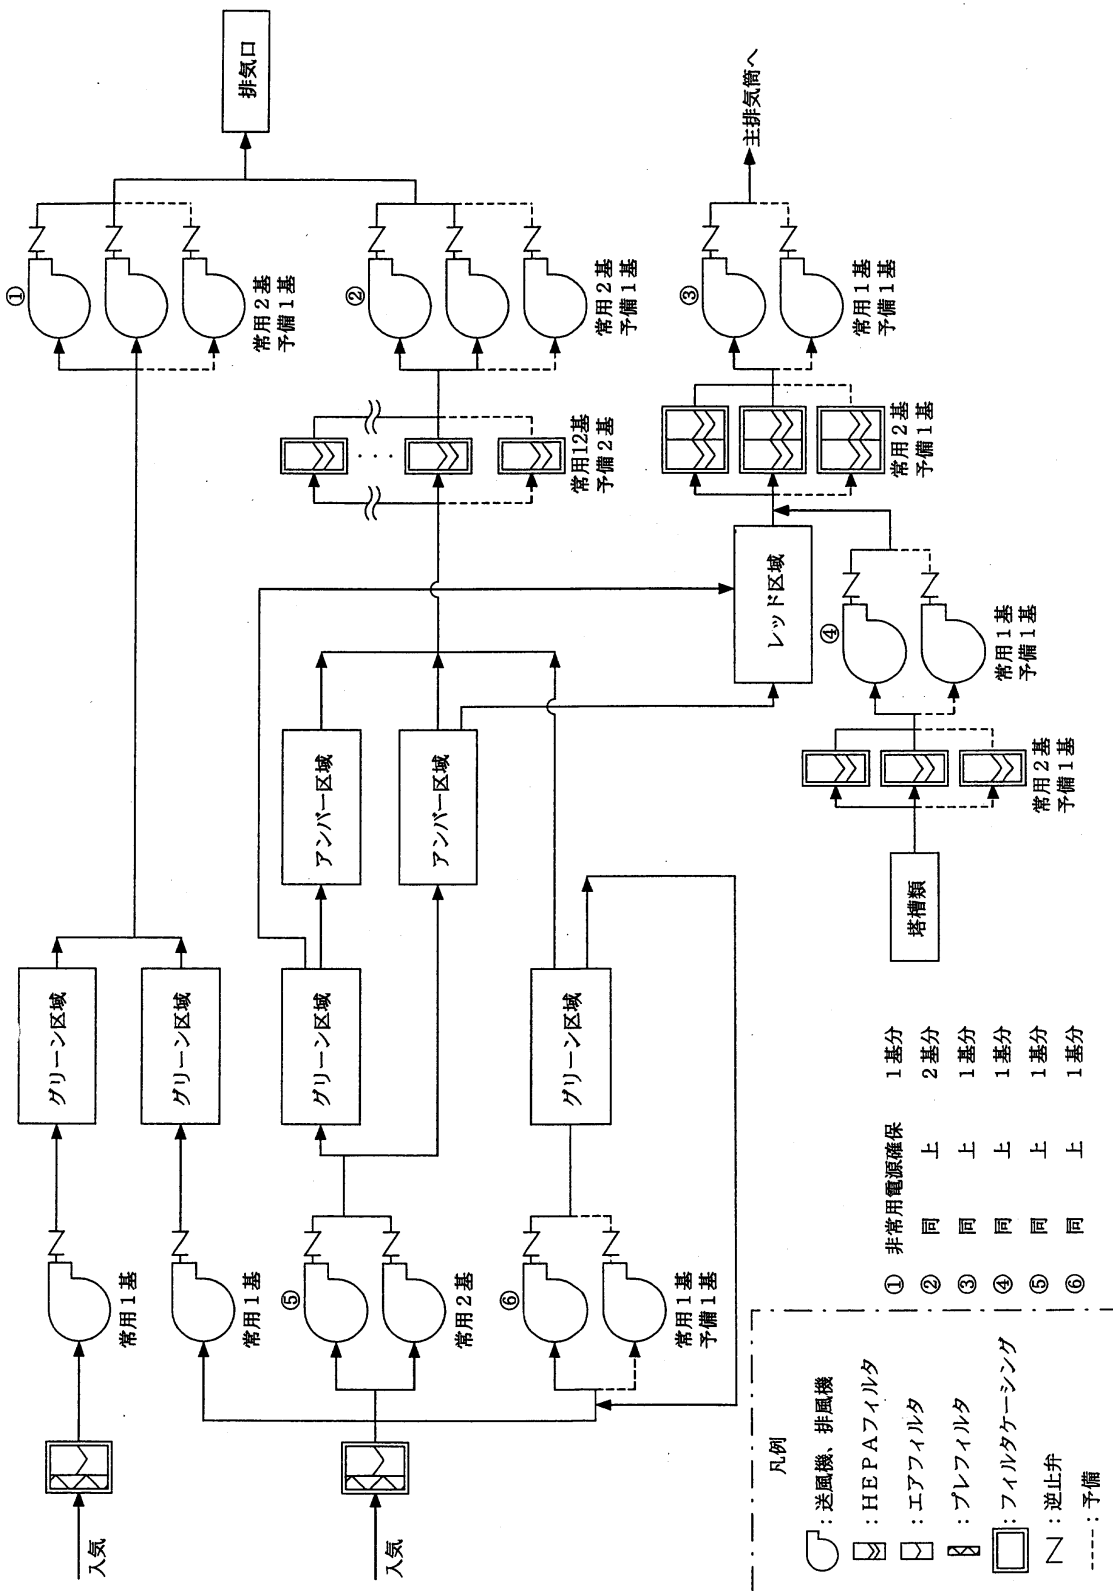 入気
入気
常用1基
常用1基
⑤
常用2基
⑥
常用1基
予備1基
グリーン区域
グリーン区域
グリーン区域
グリーン区域
アンバー区域
アンバー区域
レッド区域
塔槽類
常用2基
予備1基
④
常用1基
予備1基
常用12基
予備2基
常用2基
予備1基
①
常用2基
予備1基
②
常用2基
予備1基
③
常用1基
予備1基
排気口
主排気筒へ
① 非常用電源確保 1基分
② 同 上 2基分
③ 同 上 1基分
④ 同 上 1基分
⑤ 同 上 1基分
⑥ 同 上 1基分
凡例
:送風機、排風機
:HEPAフィルタ
:エアフィルタ
:プレフィルタ
:フィルタケーシング
:逆止弁
:予備